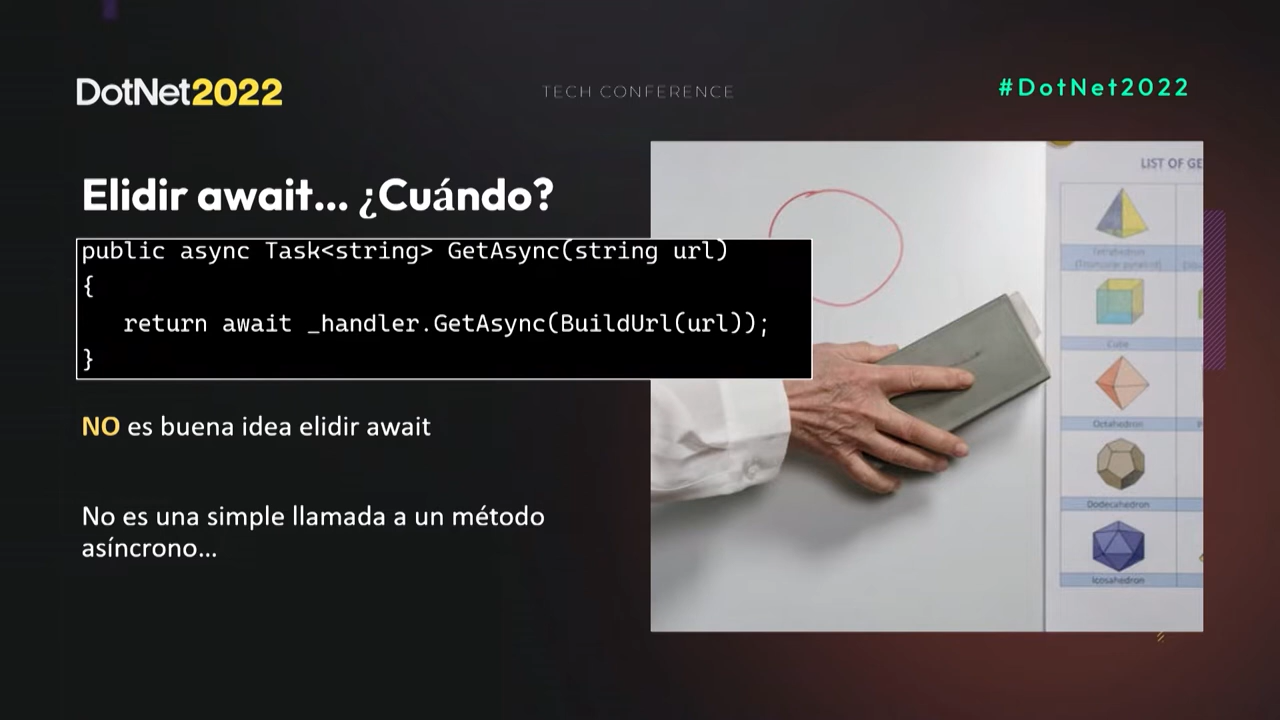 DotNet2022
TECH CONFERENCE
#DotNet2022
Elidir await... ¿Cuándo?
public async Task<string> GetAsync(string url)
{
return await _handler.GetAsync(BuildUrl(url));
}
NO es buena idea elidir await
No es una simple llamada a un método
asíncrono...
LIST OF GE
Tetrahedron
Cube
Octahedron
Dodecahedron
Icosahedron